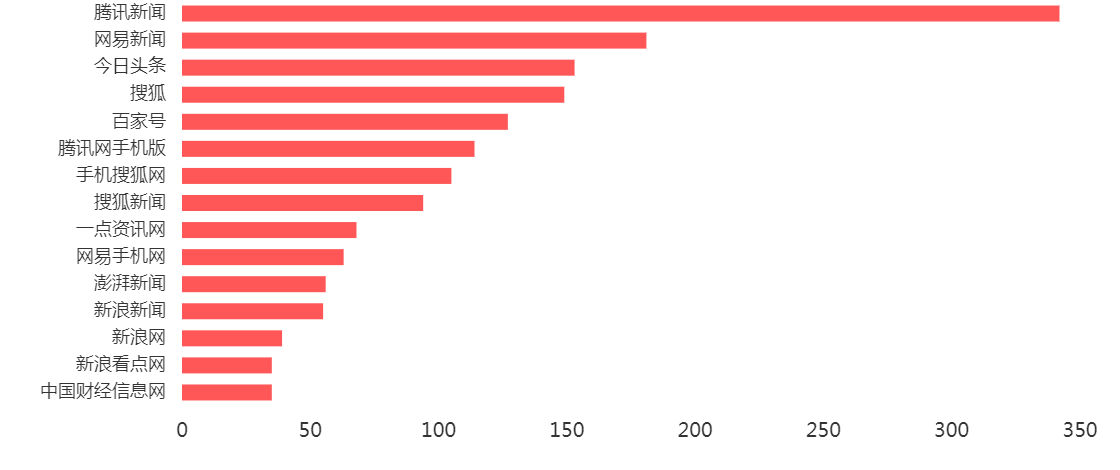 腾讯新闻
网易新闻
今日头条
搜狐
百家号
腾讯网手机版
手机搜狐网
搜狐新闻
一点资讯网
网易手机网
澎湃新闻
新浪新闻
新浪网
新浪看点网
中国财经信息网
0 50 100 150 200 250 300 350